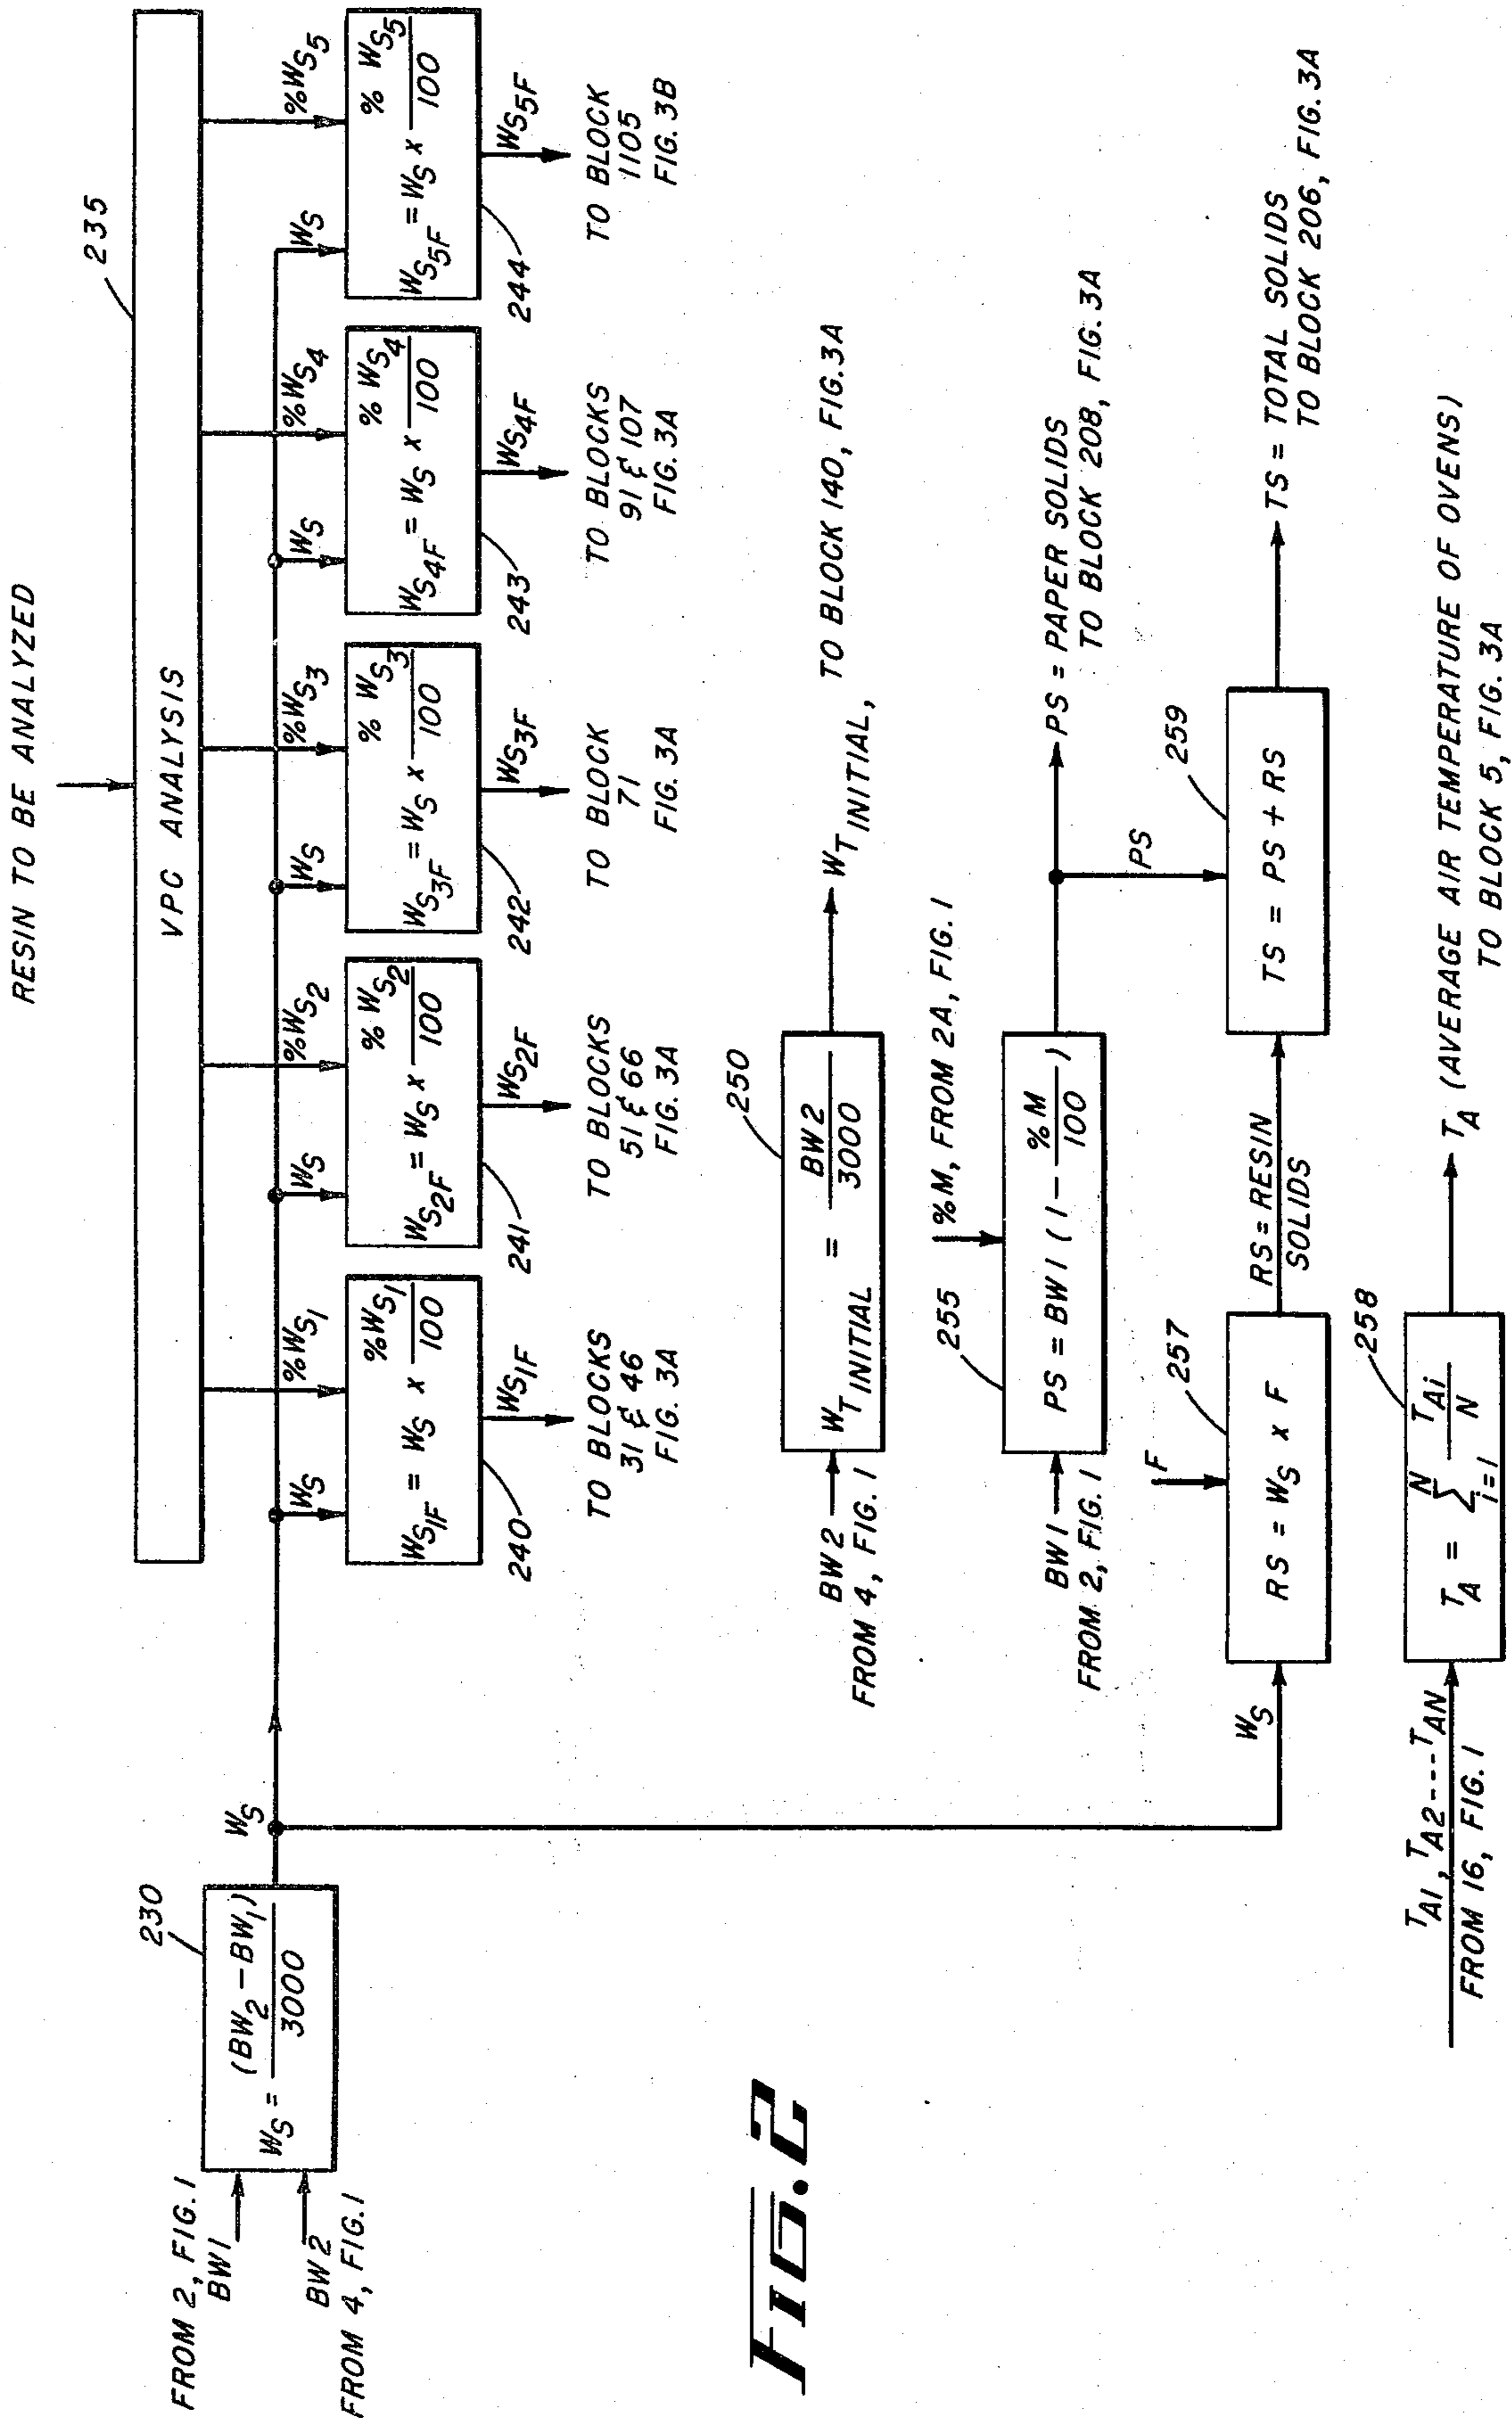 RESIN TO BE ANALYZED
235
VPC ANALYSIS
FROM 2, FIG. 1
BW1
BW2
FROM 4, FIG. 1
230
WS = (BW2 - BW1) / 3000
WS
WS
%WS1
WS1F = WS x %WS1 / 100
240
WS1F
TO BLOCKS
31 & 46
FIG. 3A
WS
%WS2
WS2F = WS x % WS2 / 100
241
WS2F
TO BLOCKS
51 & 66
FIG. 3A
WS
%WS3
WS3F = WS x % WS3 / 100
242
WS3F
TO BLOCK
71
FIG. 3A
WS
%WS4
WS4F = WS x % WS4 / 100
243
WS4F
TO BLOCKS
91 & 107
FIG. 3A
WS
%WS5
WS5F = WS x % WS5 / 100
244
WS5F
TO BLOCK
1105
FIG. 3B
BW2
FROM 4, FIG. 1
250
WT INITIAL = BW2 / 3000
WT INITIAL, TO BLOCK 140, FIG. 3A
%M, FROM 2A, FIG. 1
255
BW1
FROM 2, FIG. 1
PS = BW1 (1 - %M / 100)
PS = PAPER SOLIDS
TO BLOCK 208, FIG. 3A
PS
WS
F
257
RS = WS x F
RS = RESIN
SOLIDS
259
TS = PS + RS
TS = TOTAL SOLIDS
TO BLOCK 206, FIG. 3A
TA1, TA2---TAN
FROM 16, FIG. 1
258
TA = N Σ i=1 TAi / N
TA (AVERAGE AIR TEMPERATURE OF OVENS)
TO BLOCK 5, FIG. 3A
FIG. 2